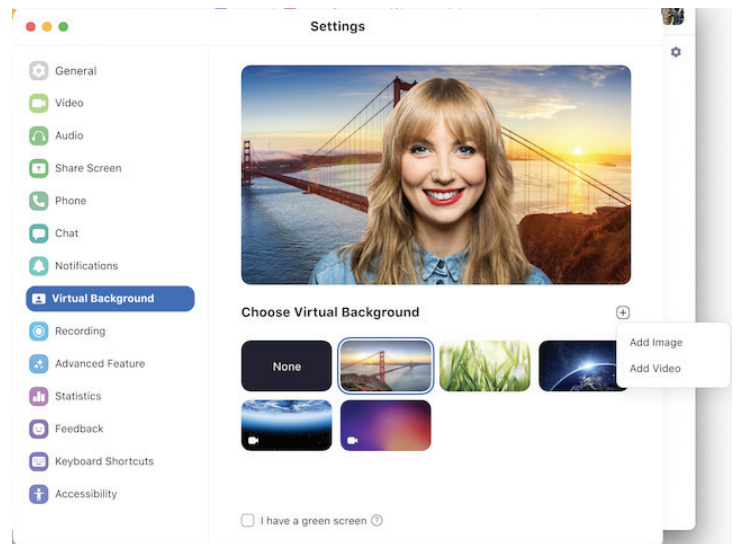 Settings
General
Video
Audio
Share Screen
Phone
Chat
Notifications
Virtual Background
Recording
Advanced Feature
Statistics
Feedback
Keyboard Shortcuts
Accessibility
Choose Virtual Background
Add Image
Add Video
None
I have a green screen ?